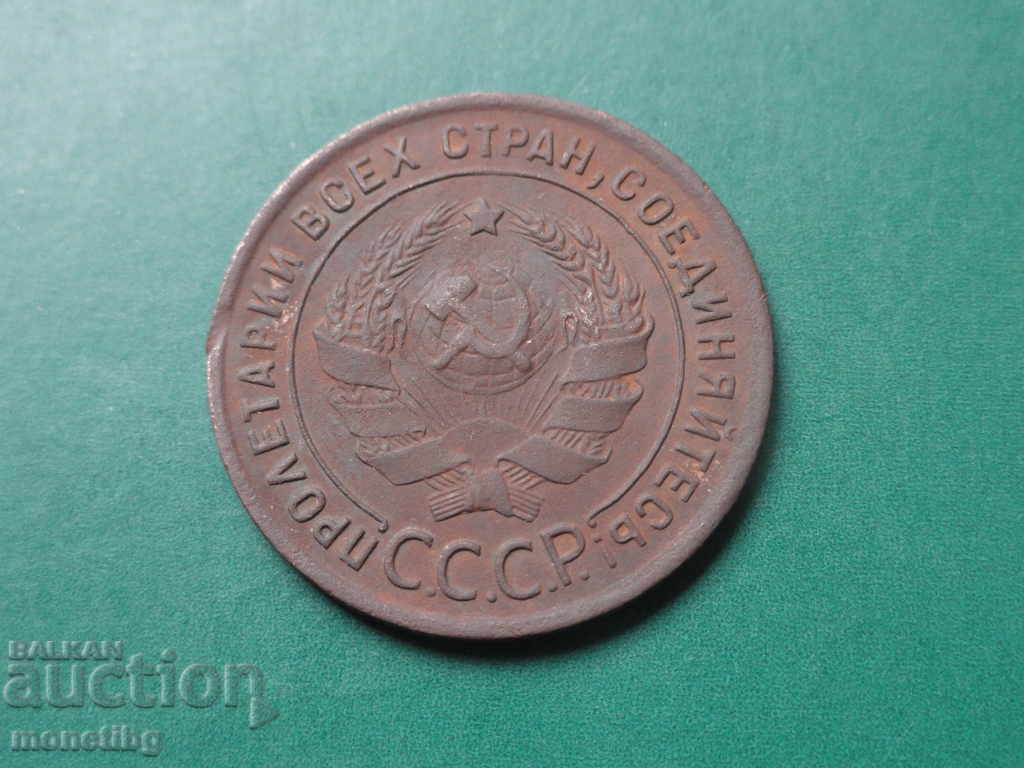 ПРОЛЕТАРИИ ВСЕХ СТРАН, СОЕДИНЯЙТЕСЬ!
С.С.С.Р.
BALKAN
auction
monetibg